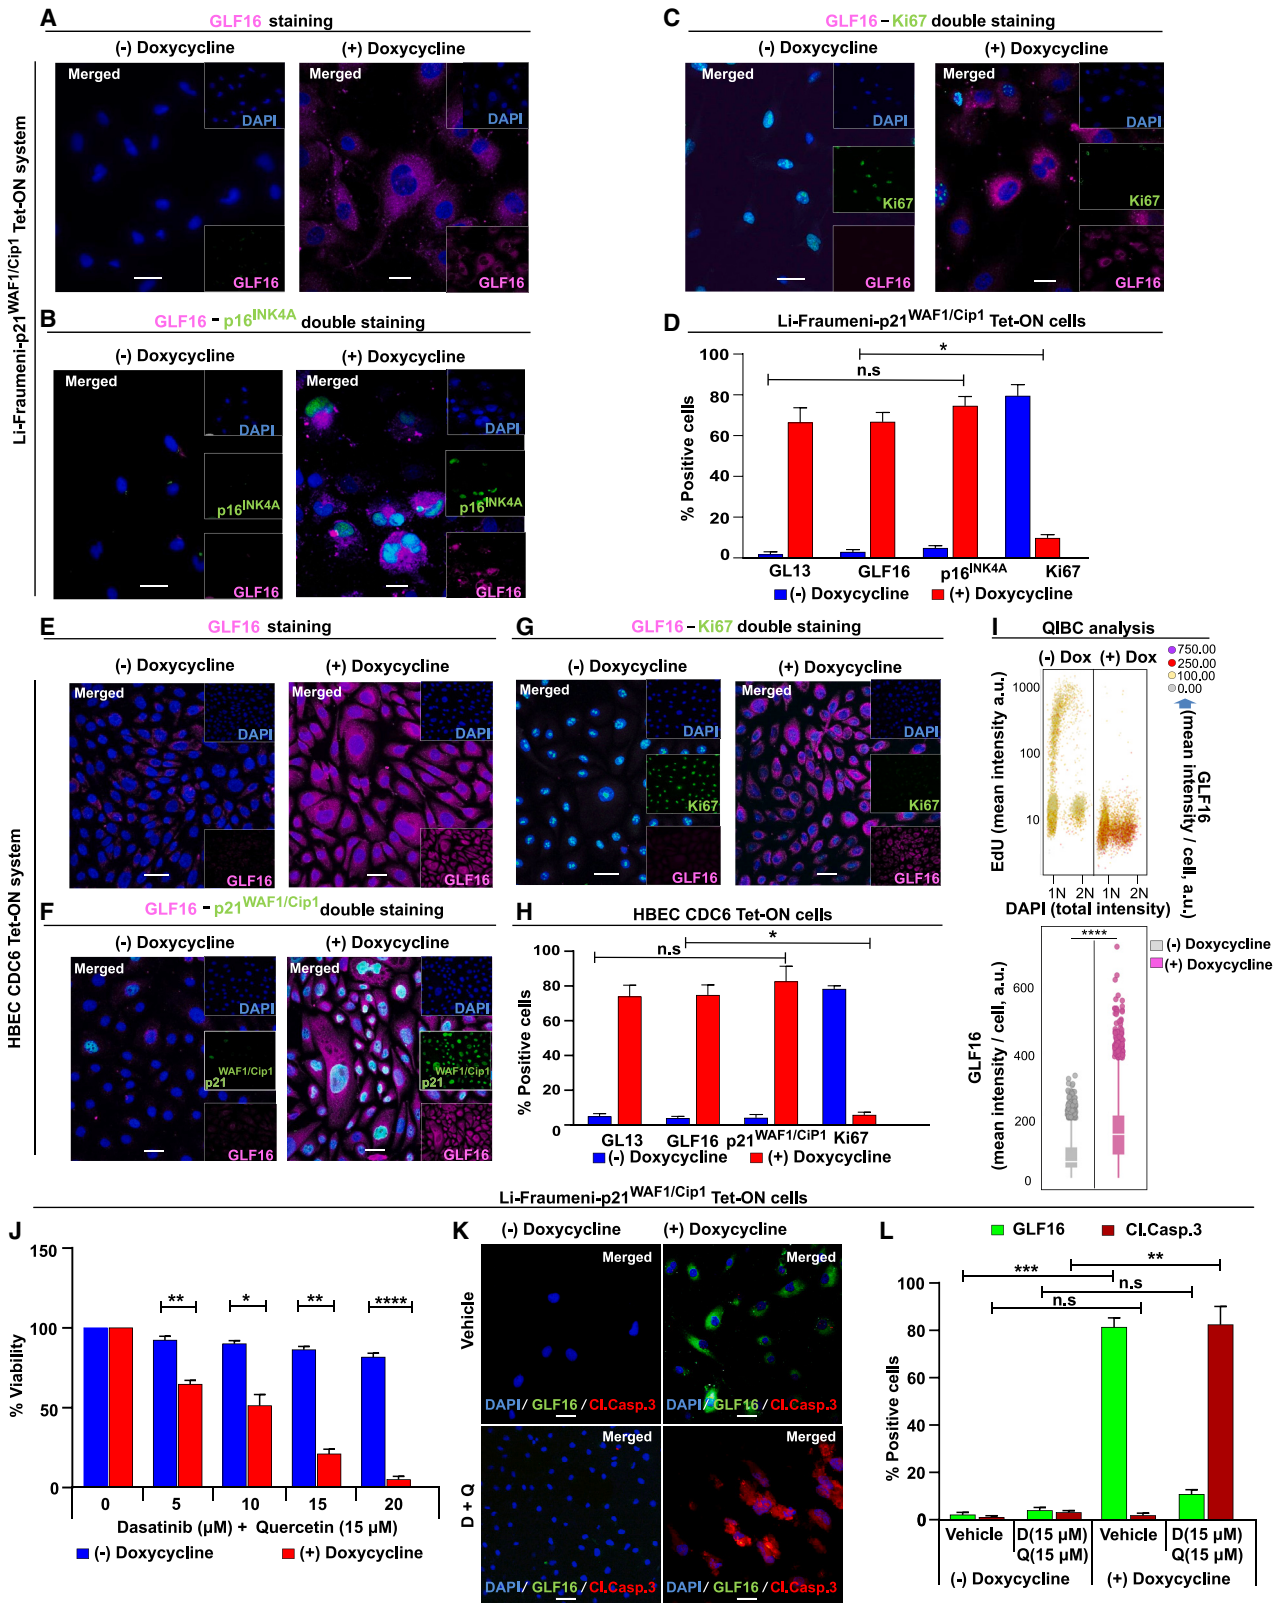 A
GLF16 staining
(-) Doxycycline
(+) Doxycycline
Merged
DAPI
GLF16
Merged
DAPI
GLF16
Li-Fraumeni-p21WAF1/Cip1 Tet-ON system
B
GLF16 – p16INK4A double staining
(-) Doxycycline
(+) Doxycycline
Merged
DAPI
p16INK4A
GLF16
Merged
DAPI
p16INK4A
GLF16
C
GLF16 – Ki67 double staining
(-) Doxycycline
(+) Doxycycline
Merged
DAPI
Ki67
GLF16
Merged
DAPI
Ki67
GLF16
D
Li-Fraumeni-p21WAF1/Cip1 Tet-ON cells
% Positive cells
100
80
60
40
20
0
*
n.s
GL13
GLF16
p16INK4A
Ki67
(-) Doxycycline
(+) Doxycycline
E
GLF16 staining
(-) Doxycycline
(+) Doxycycline
Merged
DAPI
GLF16
Merged
DAPI
GLF16
HBEC CDC6 Tet-ON system
F
GLF16 – p21WAF1/Cip1 double staining
(-) Doxycycline
(+) Doxycycline
Merged
DAPI
p21WAF1/Cip1
GLF16
Merged
DAPI
p21WAF1/Cip1
GLF16
G
GLF16 – Ki67 double staining
(-) Doxycycline
(+) Doxycycline
Merged
DAPI
Ki67
GLF16
Merged
DAPI
Ki67
GLF16
H
HBEC CDC6 Tet-ON cells
% Positive cells
100
80
60
40
20
0
*
n.s
GL13
GLF16
p21WAF1/CiP1
Ki67
(-) Doxycycline
(+) Doxycycline
I
QIBC analysis
(-) Dox
(+) Dox
750.00
250.00
100.00
0.00
GLF16
(mean intensity / cell, a.u.)
EdU (mean intensity a.u.)
1000
100
10
1N
2N
1N
2N
DAPI (total intensity)
****
(-) Doxycycline
(+) Doxycycline
GLF16
(mean intensity / cell, a.u.)
600
400
200
0
Li-Fraumeni-p21WAF1/Cip1 Tet-ON cells
J
% Viability
150
100
50
0
**
*
**
****
0
5
10
15
20
Dasatinib (µM) + Quercetin (15 µM)
(-) Doxycycline
(+) Doxycycline
K
(-) Doxycycline
(+) Doxycycline
Vehicle
Merged
DAPI/ GLF16 / Cl.Casp.3
Merged
DAPI/ GLF16 / Cl.Casp.3
D + Q
Merged
DAPI/ GLF16 / Cl.Casp.3
Merged
DAPI/ GLF16 / Cl.Casp.3
L
GLF16
Cl.Casp.3
% Positive cells
100
80
60
40
20
0
***
**
n.s
n.s
Vehicle
D(15 µM)
Q(15 µM)
Vehicle
D(15 µM)
Q(15 µM)
(-) Doxycycline
(+) Doxycycline